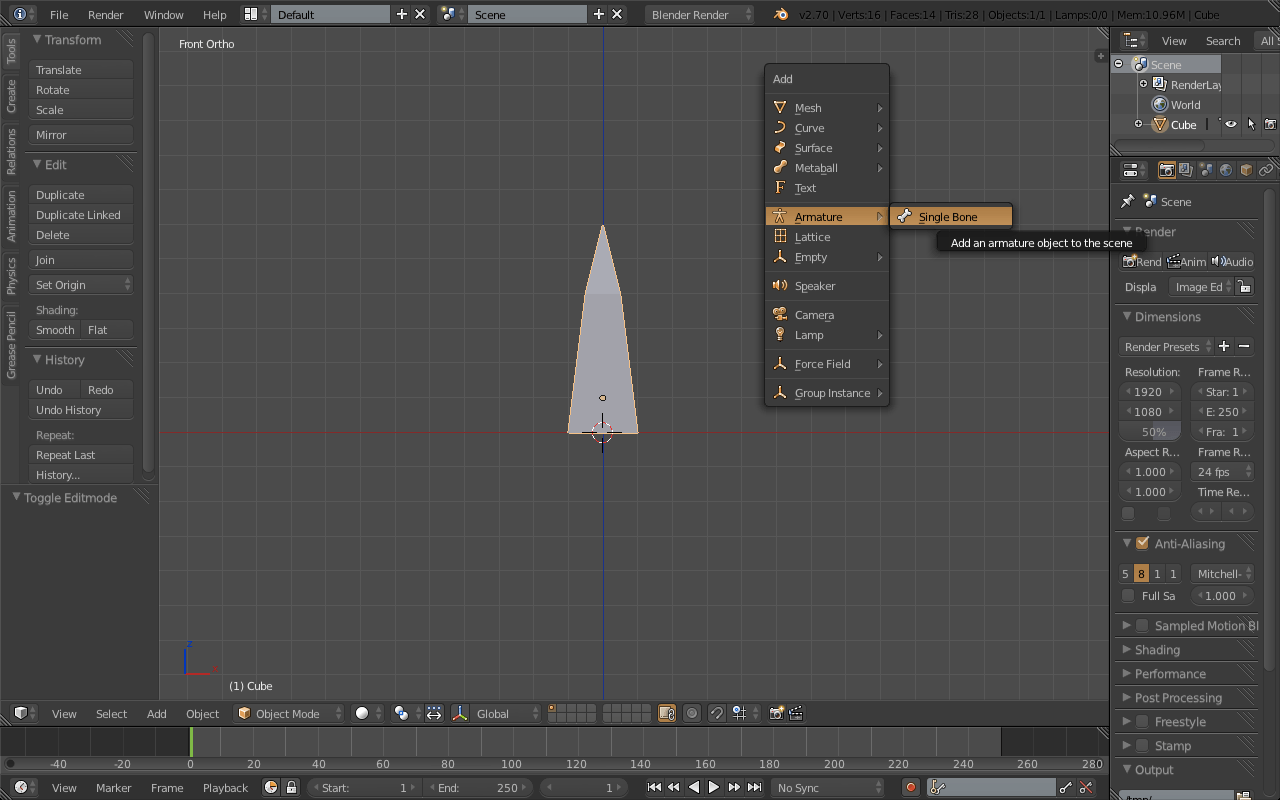 File Render Window Help Default Scene Blender Render v2.70 | Verts:16 | Faces:14 | Tris:28 | Objects:1/1 | Lamps:0/0 | Mem:10.96M | Cube
Tools
Create
Relations
Animation
Physics
Grease Pencil
Transform
Translate
Rotate
Scale
Mirror
Edit
Duplicate
Duplicate Linked
Delete
Join
Set Origin
Shading:
Smooth Flat
History
Undo Redo
Undo History
Repeat:
Repeat Last
History...
Toggle Editmode
Front Ortho
Add
Mesh
Curve
Surface
Metaball
Text
Armature
Single Bone
Add an armature object to the scene
Lattice
Empty
Speaker
Camera
Lamp
Force Field
Group Instance
z
x
(1) Cube
View Search All S
Scene
RenderLay
World
Cube
Scene
Render
Rend Anim Audio
Displa Image Ed
Dimensions
Render Presets
Resolution: Frame R...
1920 Star: 1
1080 E: 250
50% Fra: 1
Aspect R... Frame R...
1.000 24 fps
1.000 Time Re...
Anti-Aliasing
5 8 1 1 Mitchell-
Full Sa 1.000
Sampled Motion Bl
Shading
Performance
Post Processing
Freestyle
Stamp
Output
/tmp/
View Select Add Object Object Mode Global
-40 -20 0 20 40 60 80 100 120 140 160 180 200 220 240 260 280
View Marker Frame Playback Start: 1 End: 250 1 No Sync